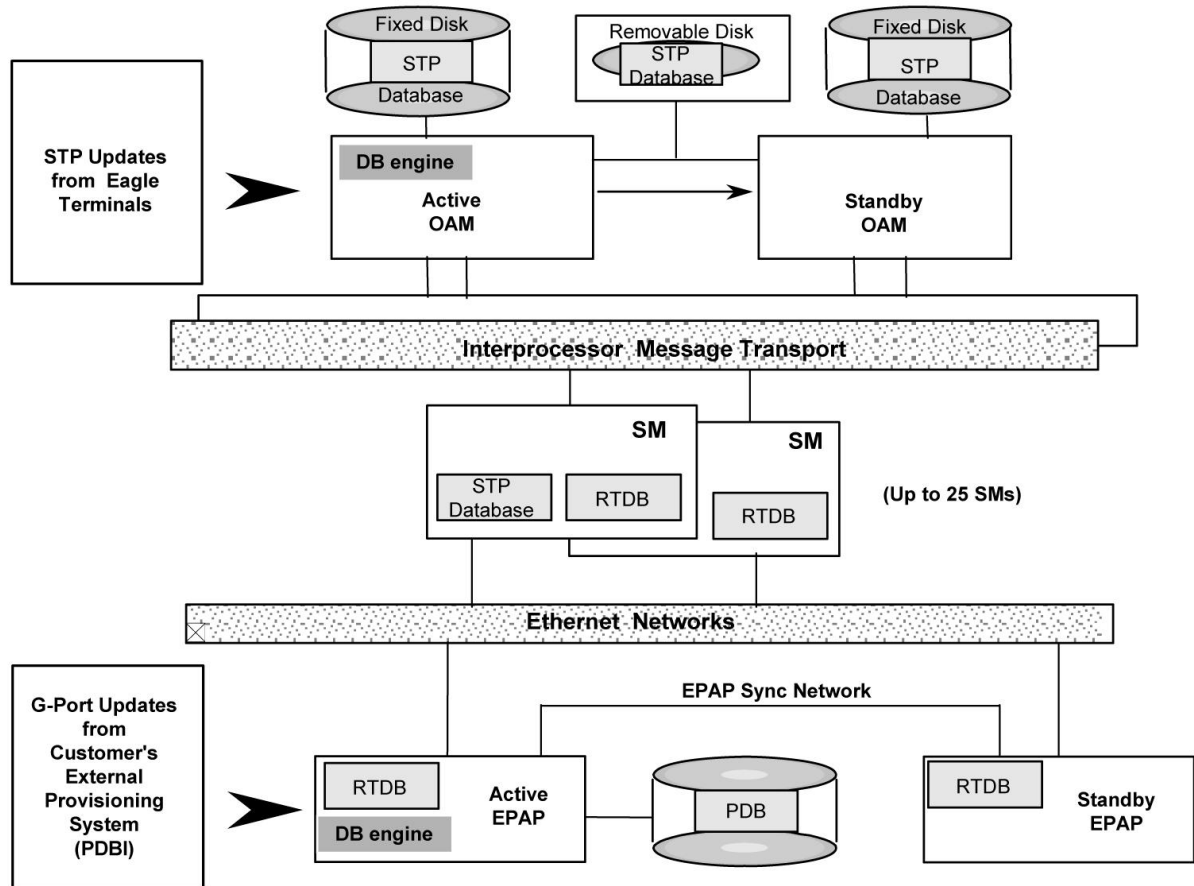 Fixed Disk
STP
Database
Removable Disk
STP
Database
Fixed Disk
STP
Database
STP Updates
from Eagle
Terminals
DB engine
Active
OAM
Standby
OAM
Interprocessor Message Transport
SM
STP
Database
RTDB
SM
RTDB
(Up to 25 SMs)
Ethernet Networks
G-Port Updates
from
Customer's
External
Provisioning
System
(PDBI)
EPAP Sync Network
RTDB
DB engine
Active
EPAP
PDB
RTDB
Standby
EPAP